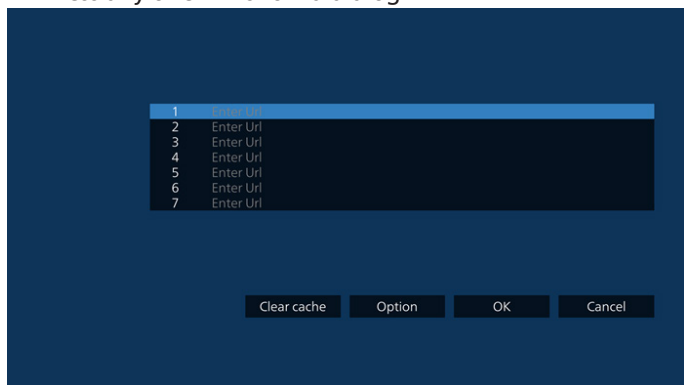 1 Enter Url
2 Enter Url
3 Enter Url
4 Enter Url
5 Enter Url
6 Enter Url
7 Enter Url
Clear cache Option OK Cancel